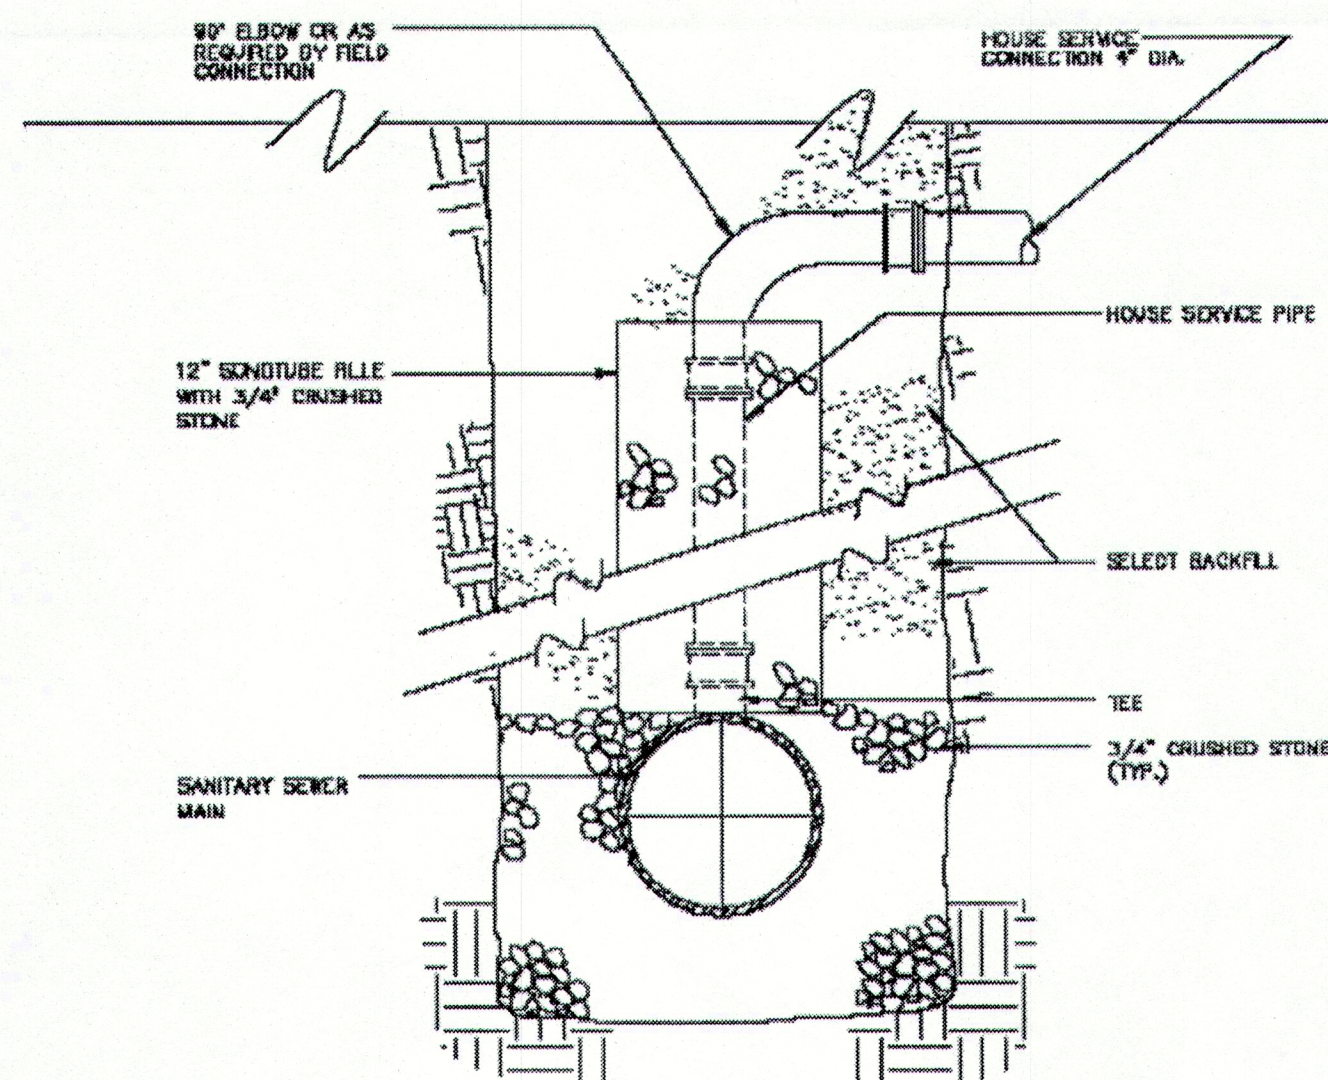 90° ELBOW OR AS
REQUIRED BY FIELD
CONNECTION
HOUSE SERVICE
CONNECTION 4" DIA.
HOUSE SERVICE PIPE
12" SONOTUBE FILLE
WITH 3/4" CRUSHED
STONE
SELECT BACKFILL
TEE
3/4" CRUSHED STONE
(TYP.)
SANITARY SEWER
MAIN